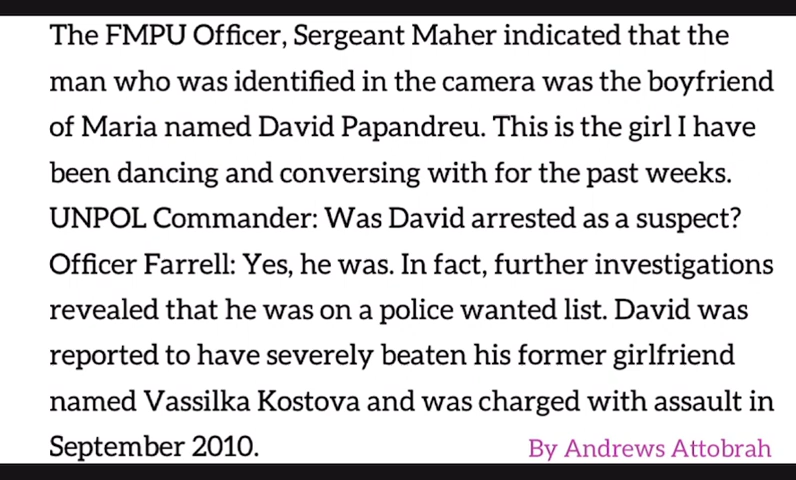 The FMPU Officer, Sergeant Maher indicated that the
man who was identified in the camera was the boyfriend
of Maria named David Papandreu. This is the girl I have
been dancing and conversing with for the past weeks.
UNPOL Commander: Was David arrested as a suspect?
Officer Farrell: Yes, he was. In fact, further investigations
revealed that he was on a police wanted list. David was
reported to have severely beaten his former girlfriend
named Vassilka Kostova and was charged with assault in
September 2010.
By Andrews Attobrah